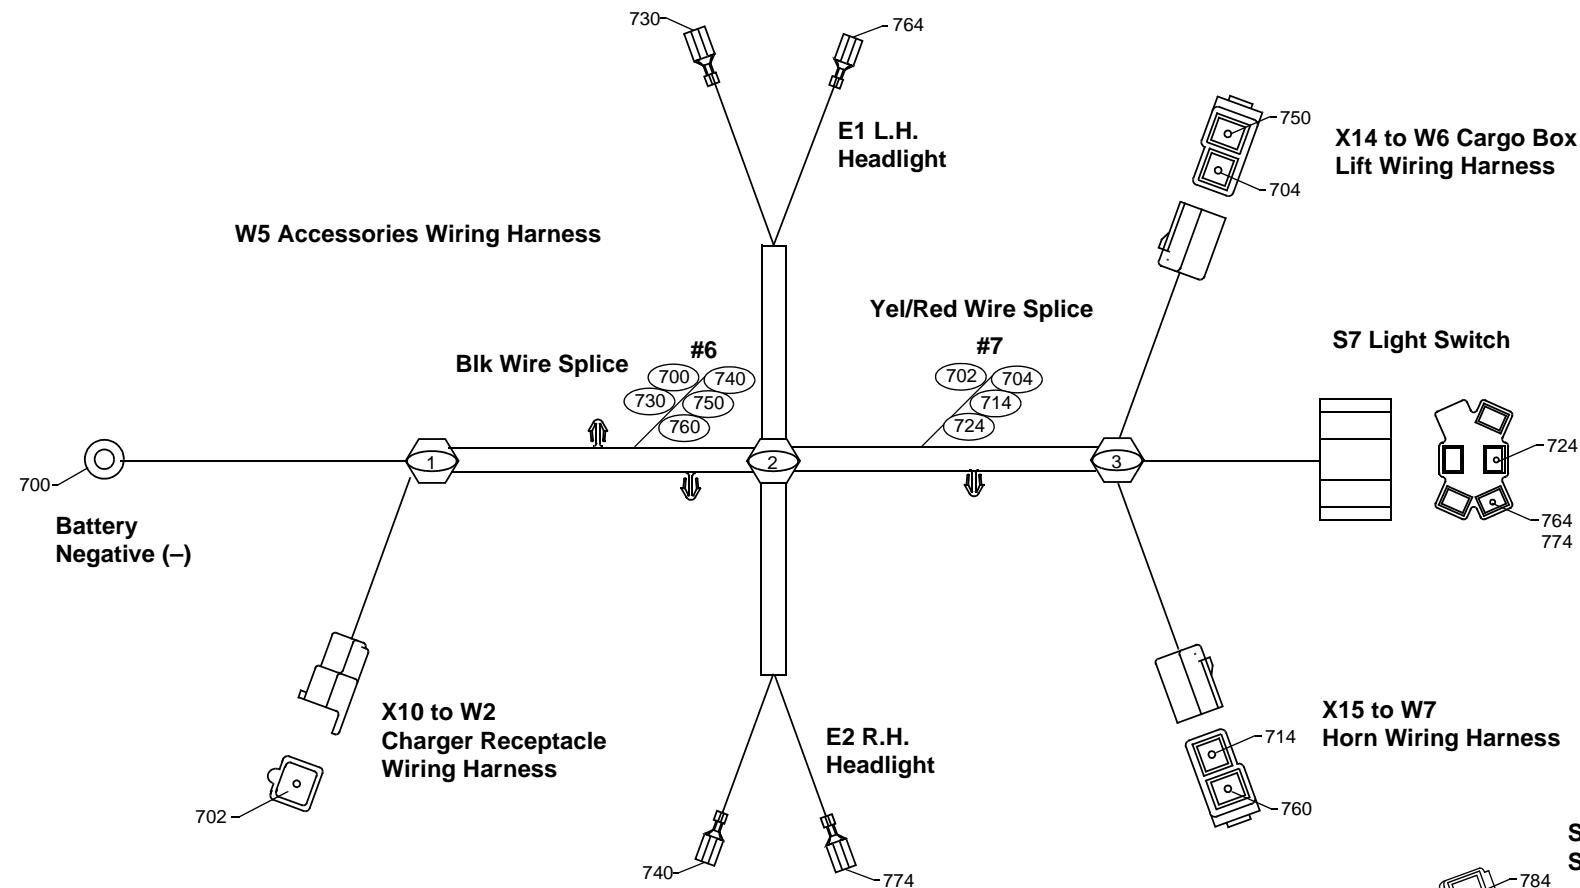 730
764
E1 L.H.
Headlight
750
704
X14 to W6 Cargo Box
Lift Wiring Harness
W5 Accessories Wiring Harness
Yel/Red Wire Splice
#7
702 704
714
724
S7 Light Switch
Blk Wire Splice
#6
700 740
730 750
760
1
2
3
700
Battery
Negative (–)
724
764
774
X10 to W2
Charger Receptacle
Wiring Harness
702
E2 R.H.
Headlight
740
774
X15 to W7
Horn Wiring Harness
714
760
S
S
784